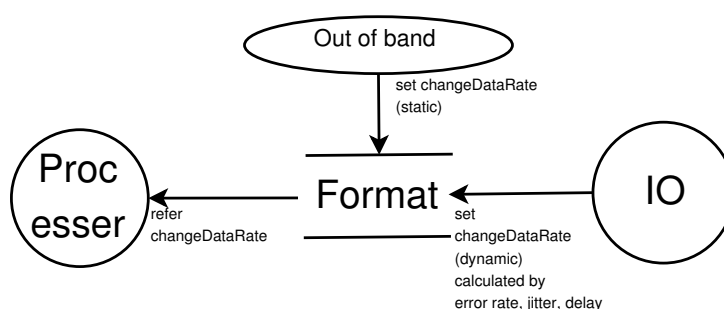 Out of band
set changeDataRate
(static)
Proc
esser
refer
changeDataRate
Format
set
changeDataRate
(dynamic)
calculated by
error rate, jitter, delay
IO